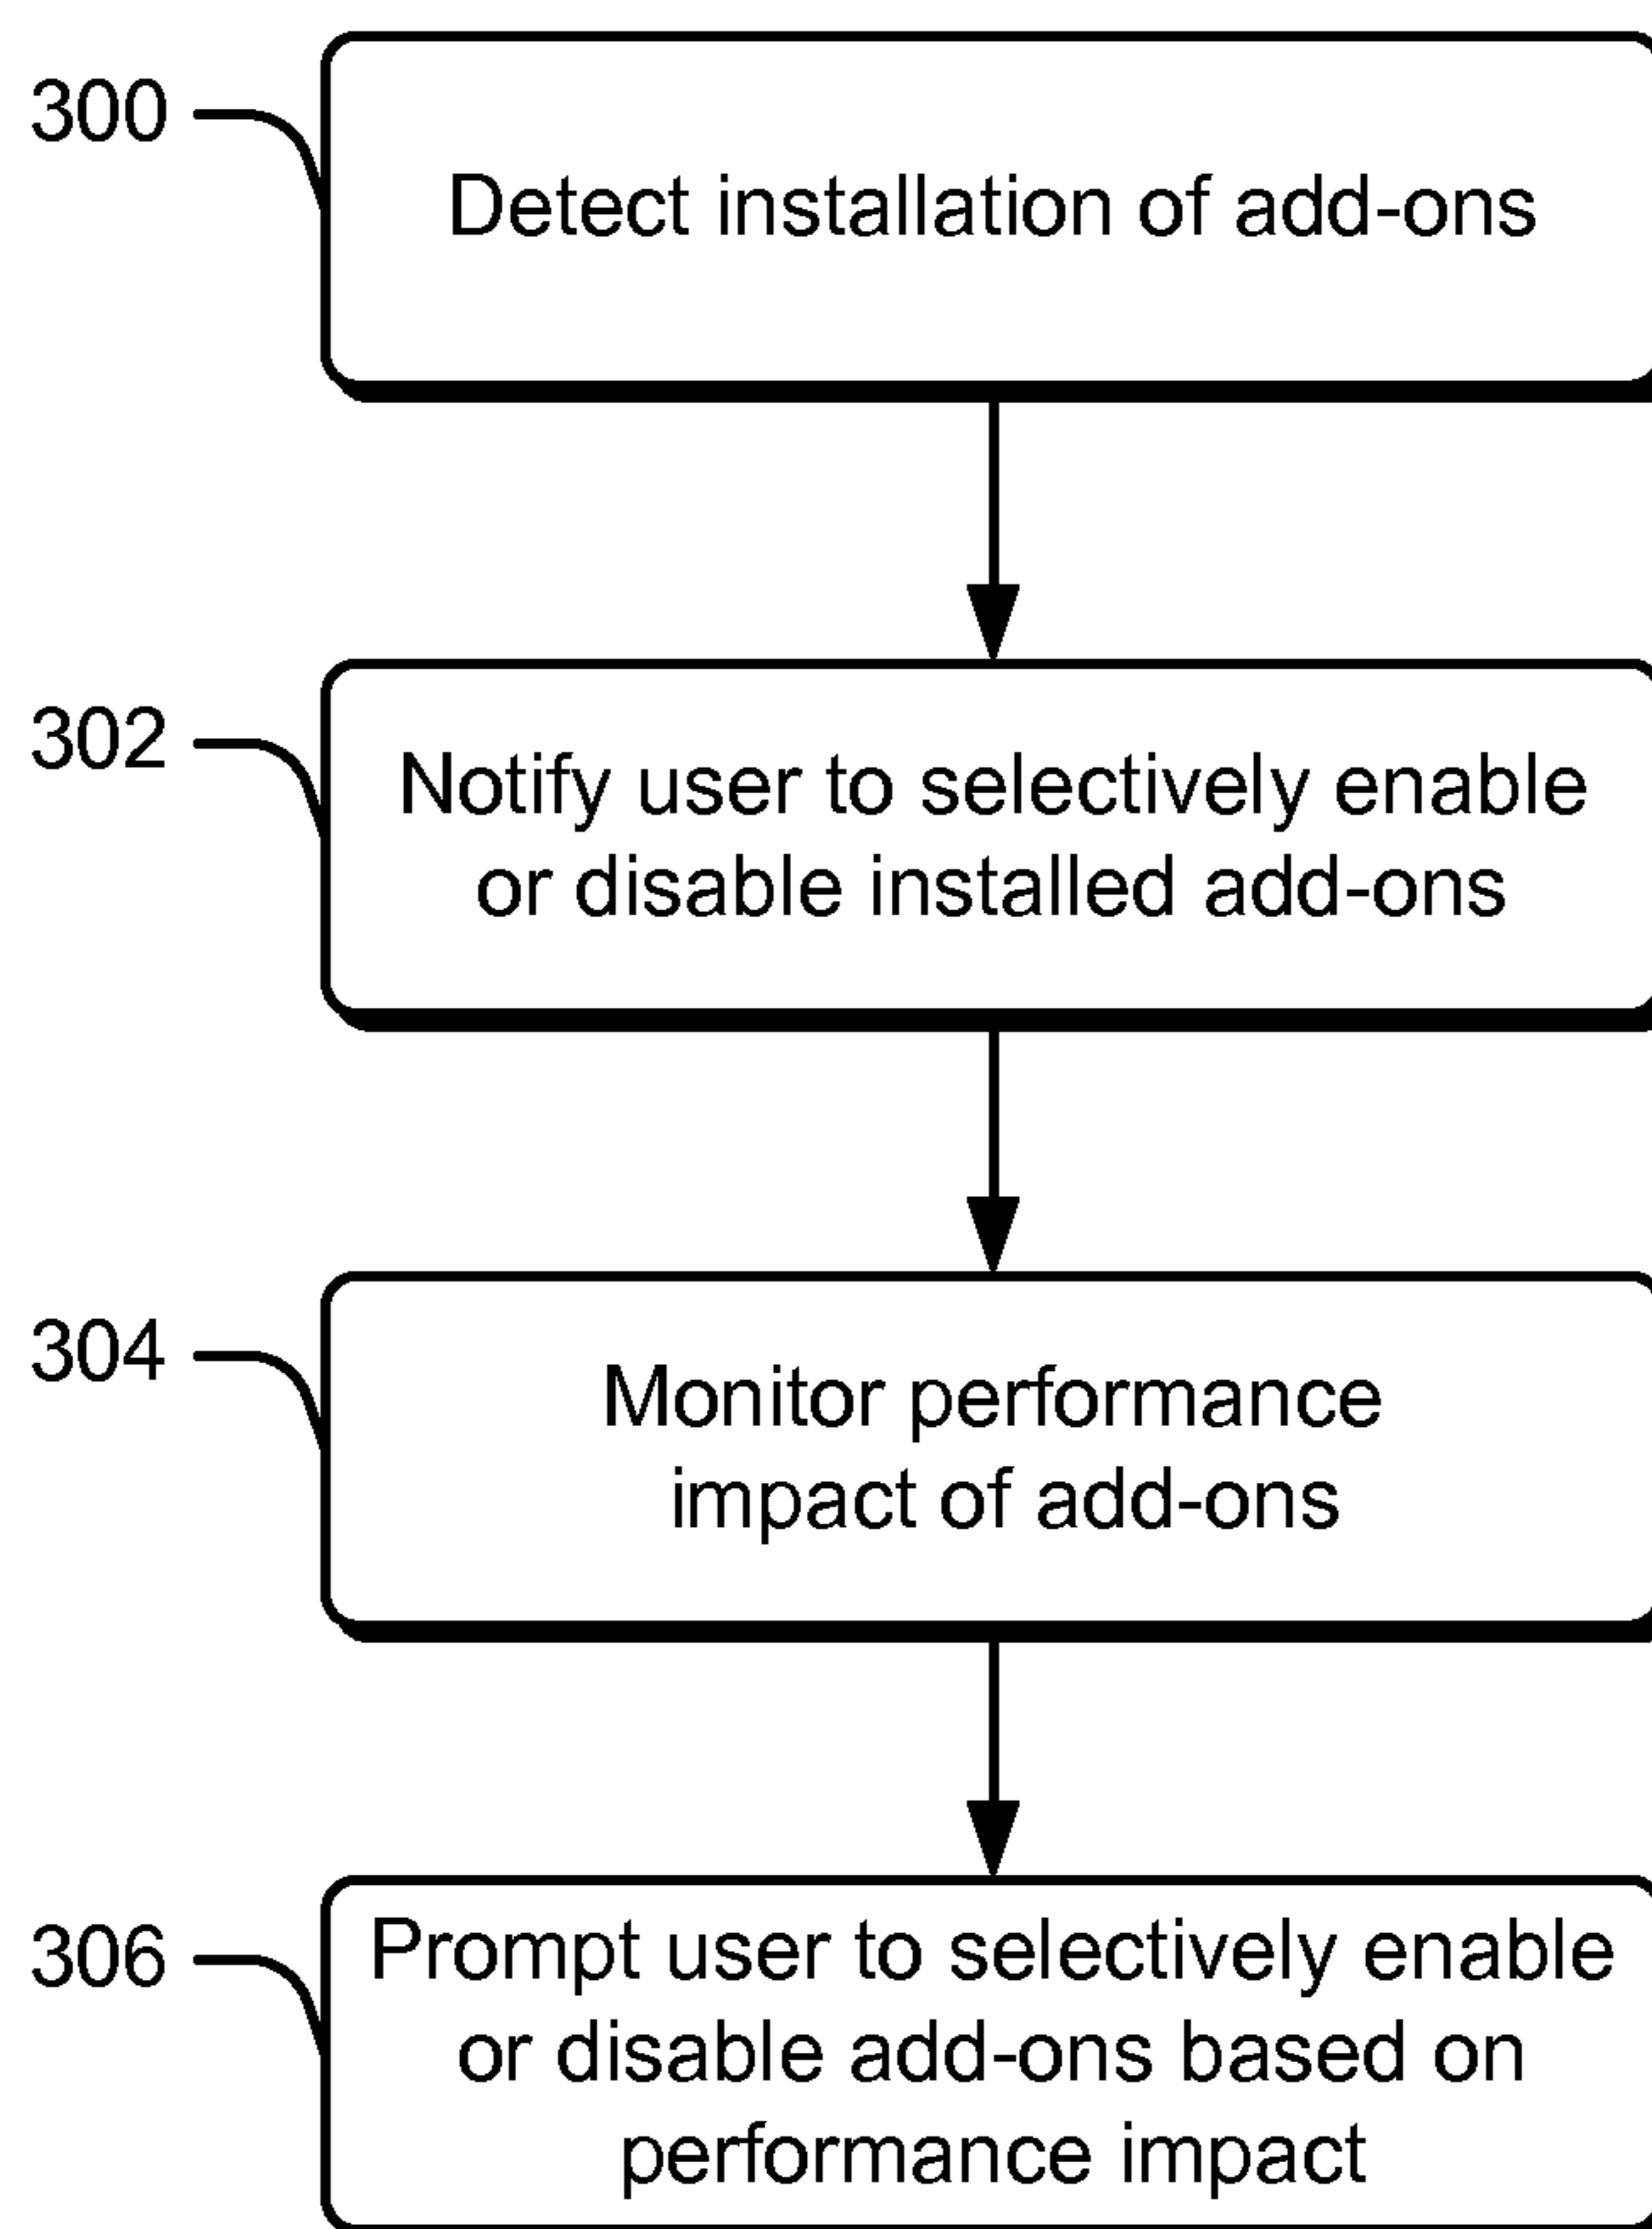 300
Detect installation of add-ons
302
Notify user to selectively enable
or disable installed add-ons
304
Monitor performance
impact of add-ons
306
Prompt user to selectively enable
or disable add-ons based on
performance impact